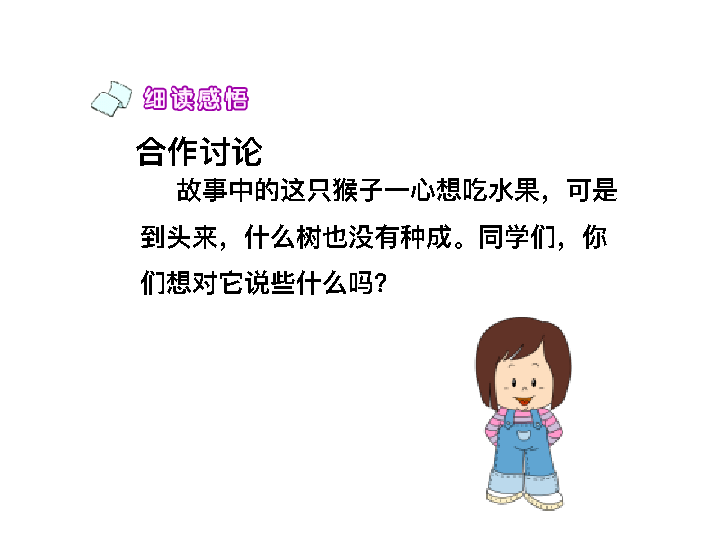 细读感悟
合作讨论
故事中的这只猴子一心想吃水果，可是
到头来，什么树也没有种成。同学们，你
们想对它说些什么吗？